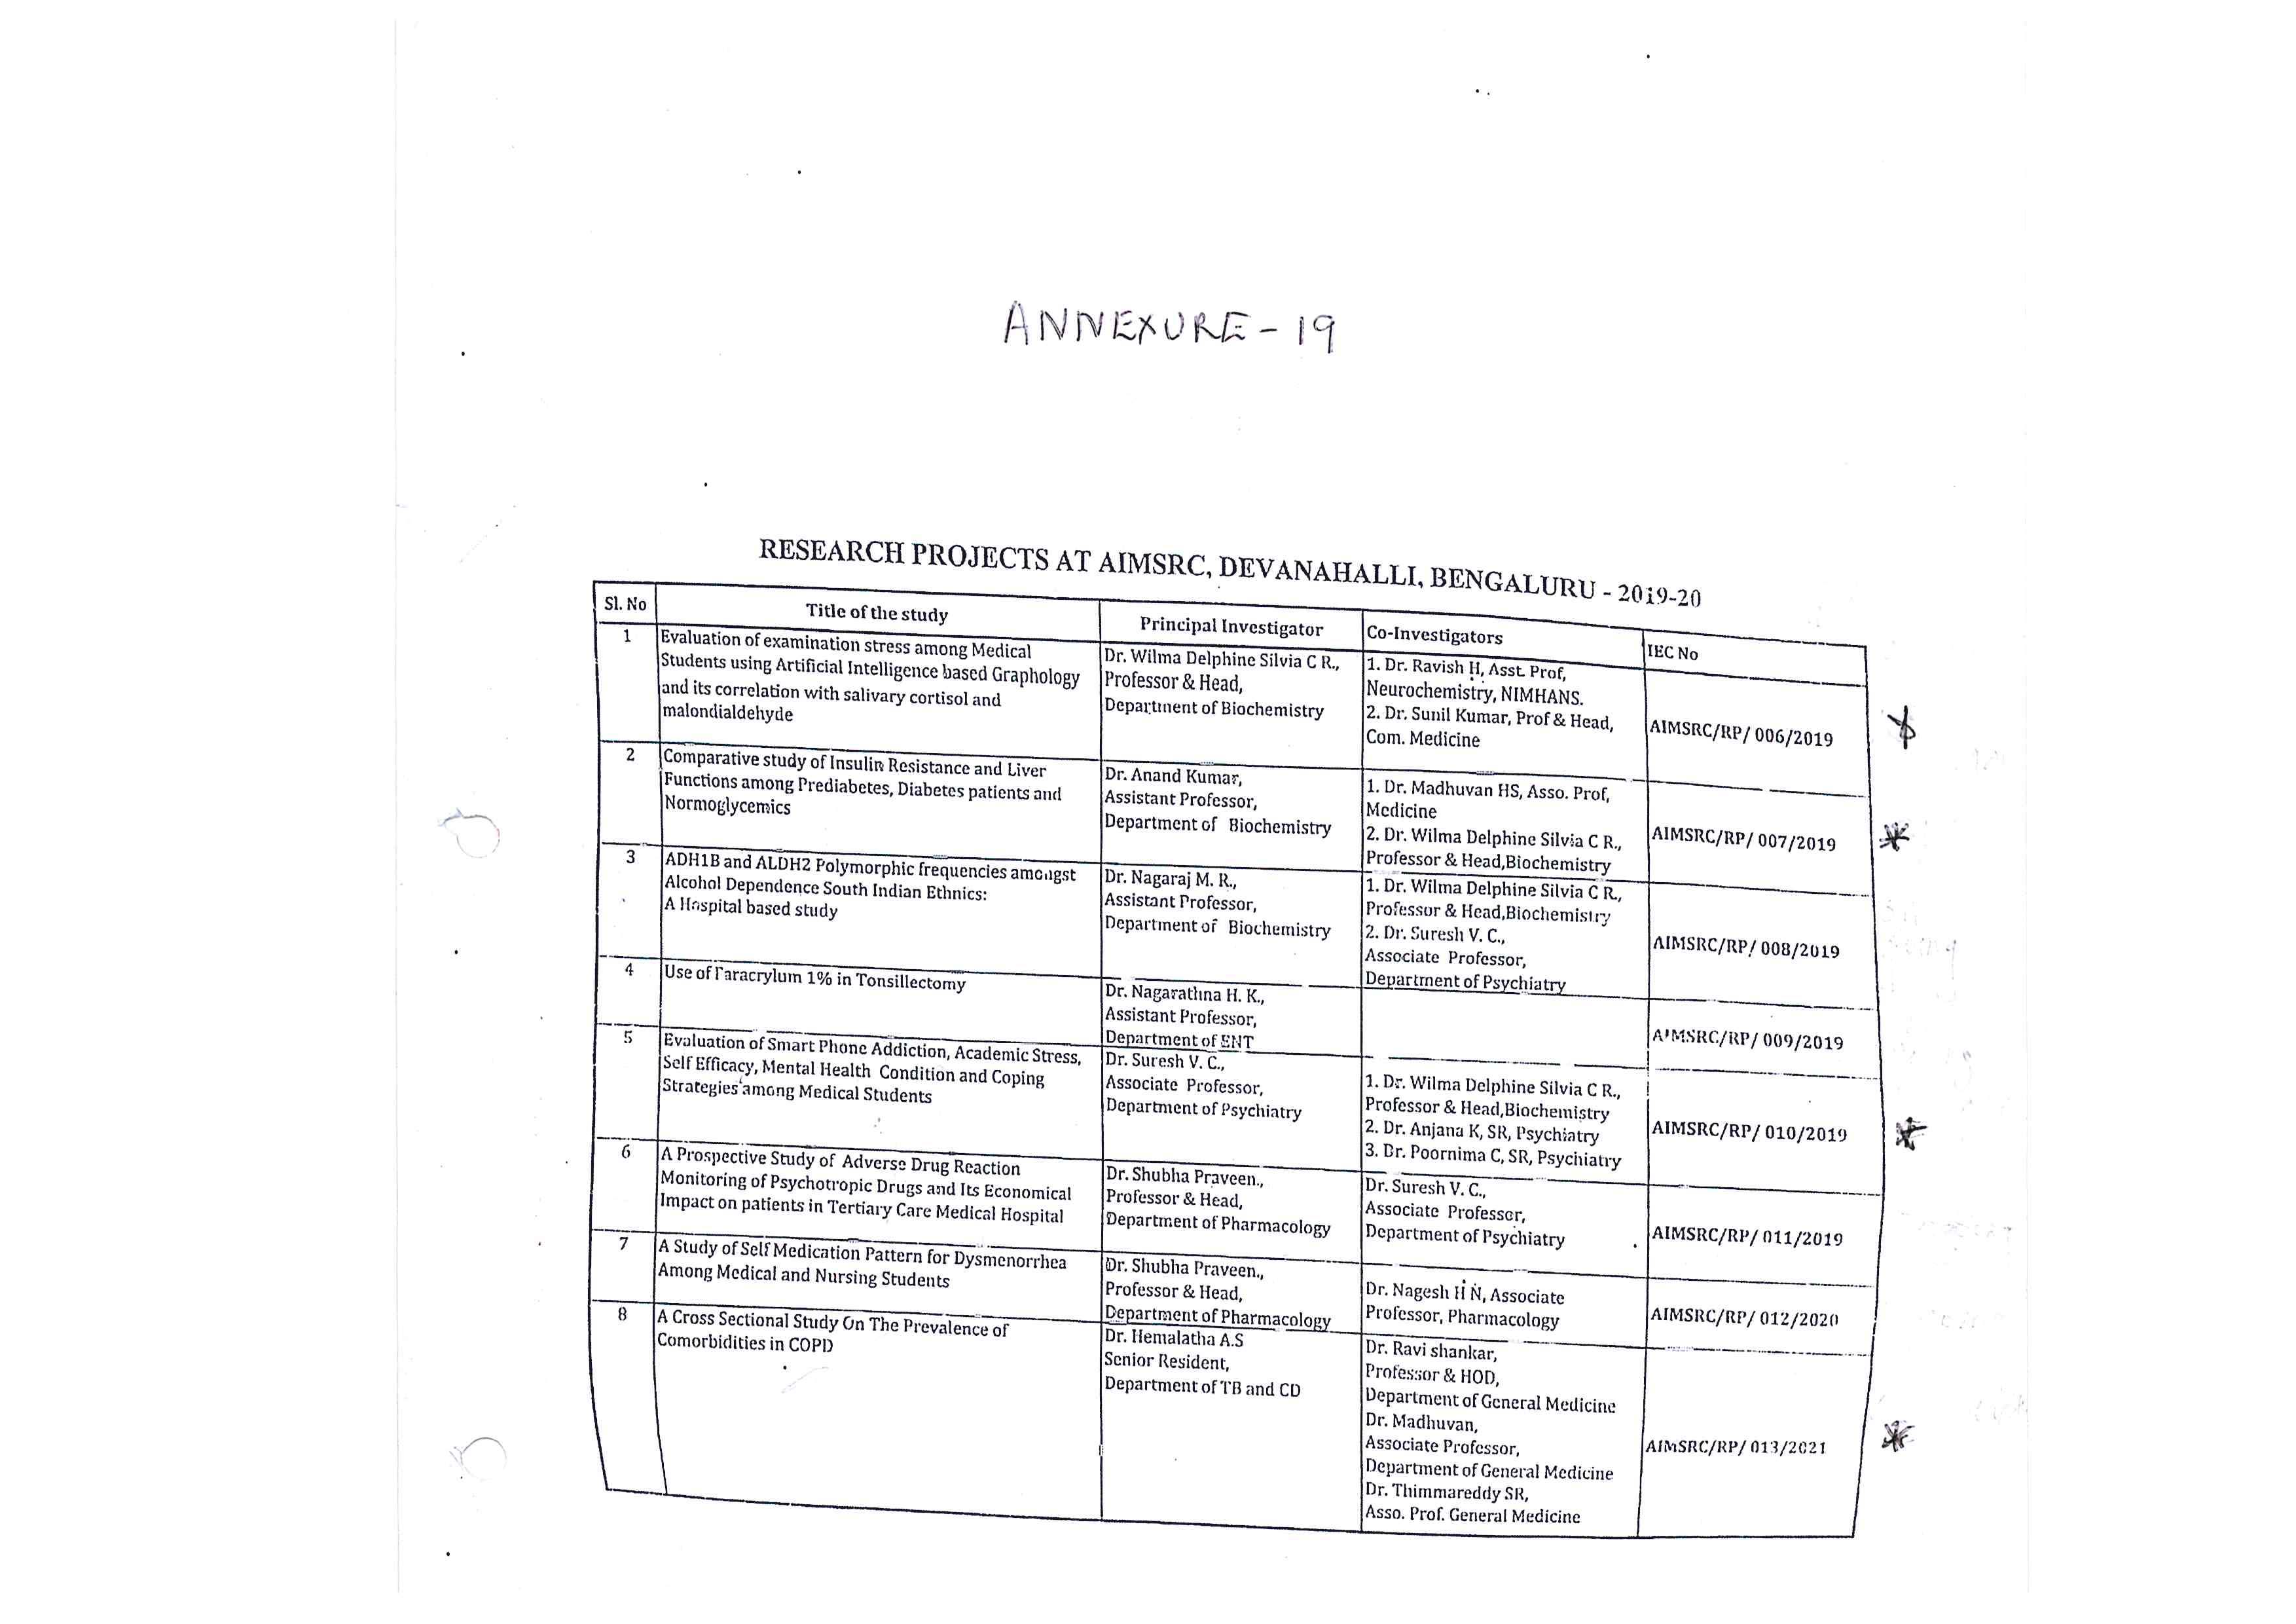 ANNEXURE - 19
RESEARCH PROJECTS AT AIMSRC, DEVANAHALLI, BENGALURU - 2019-20
Sl. No
Title of the study
Principal Investigator
Co-Investigators
IEC No
1
Evaluation of examination stress among Medical
Students using Artificial Intelligence based Graphology
and its correlation with salivary cortisol and
malondialdehyde
Dr. Wilma Delphine Silvia C R.,
Professor & Head,
Department of Biochemistry
1. Dr. Ravish H, Asst. Prof,
Neurochemistry, NIMHANS.
2. Dr. Sunil Kumar, Prof & Head,
Com. Medicine
AIMSRC/RP/ 006/2019
2
Comparative study of Insulin Resistance and Liver
Functions among Prediabetes, Diabetes patients and
Normoglycemics
Dr. Anand Kumar,
Assistant Professor,
Department of Biochemistry
1. Dr. Madhuvan HS, Asso. Prof,
Medicine
2. Dr. Wilma Delphine Silvia C R.,
Professor & Head,Biochemistry
AIMSRC/RP/ 007/2019
3
ADH1B and ALDH2 Polymorphic frequencies amongst
Alcohol Dependence South Indian Ethnics:
A Hospital based study
Dr. Nagaraj M. R.,
Assistant Professor,
Department of Biochemistry
1. Dr. Wilma Delphine Silvia C R.,
Professor & Head,Biochemistry
2. Dr. Suresh V. C.,
Associate Professor,
Department of Psychiatry
AIMSRC/RP/ 008/2019
4
Use of Faracrylum 1% in Tonsillectomy
Dr. Nagarathna H. K.,
Assistant Professor,
Department of ENT
AIMSRC/RP/ 009/2019
5
Evaluation of Smart Phone Addiction, Academic Stress,
Self Efficacy, Mental Health Condition and Coping
Strategies among Medical Students
Dr. Suresh V. C.,
Associate Professor,
Department of Psychiatry
1. Dr. Wilma Delphine Silvia C R.,
Professor & Head,Biochemistry
2. Dr. Anjana K, SR, Psychiatry
3. Dr. Poornima C, SR, Psychiatry
AIMSRC/RP/ 010/2019
6
A Prospective Study of Adverse Drug Reaction
Monitoring of Psychotropic Drugs and Its Economical
Impact on patients in Tertiary Care Medical Hospital
Dr. Shubha Praveen.,
Professor & Head,
Department of Pharmacology
Dr. Suresh V. C.,
Associate Professor,
Department of Psychiatry
AIMSRC/RP/ 011/2019
7
A Study of Self Medication Pattern for Dysmenorrhea
Among Medical and Nursing Students
Dr. Shubha Praveen.,
Professor & Head,
Department of Pharmacology
Dr. Nagesh H N, Associate
Professor, Pharmacology
AIMSRC/RP/ 012/2020
8
A Cross Sectional Study On The Prevalence of
Comorbidities in COPD
Dr. Hemalatha A.S
Senior Resident,
Department of TB and CD
Dr. Ravi shankar,
Professor & HOD,
Department of General Medicine
Dr. Madhuvan,
Associate Professor,
Department of General Medicine
Dr. Thimmareddy SR,
Asso. Prof. General Medicine
AIMSRC/RP/ 013/2021